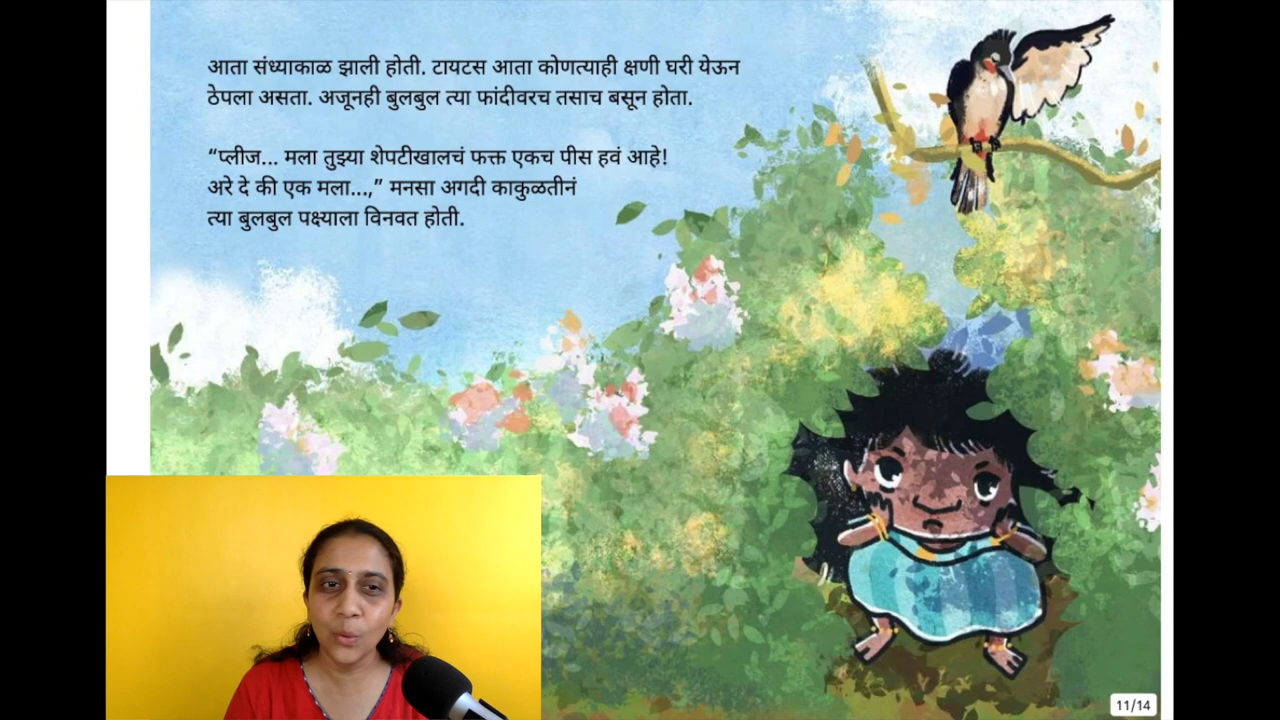 आता संध्याकाळ झाली होती. टायटस आता कोणत्याही क्षणी घरी येऊन
ठेपला असता. अजूनही बुलबुल त्या फांदीवरच तसाच बसून होता.
“प्लीज... मला तुझ्या शेपटीखालचं फक्त एकच पीस हवं आहे!
अरे दे की एक मला...,” मनसा अगदी काकुळतीनं
त्या बुलबुल पक्ष्याला विनवत होती.
11/14